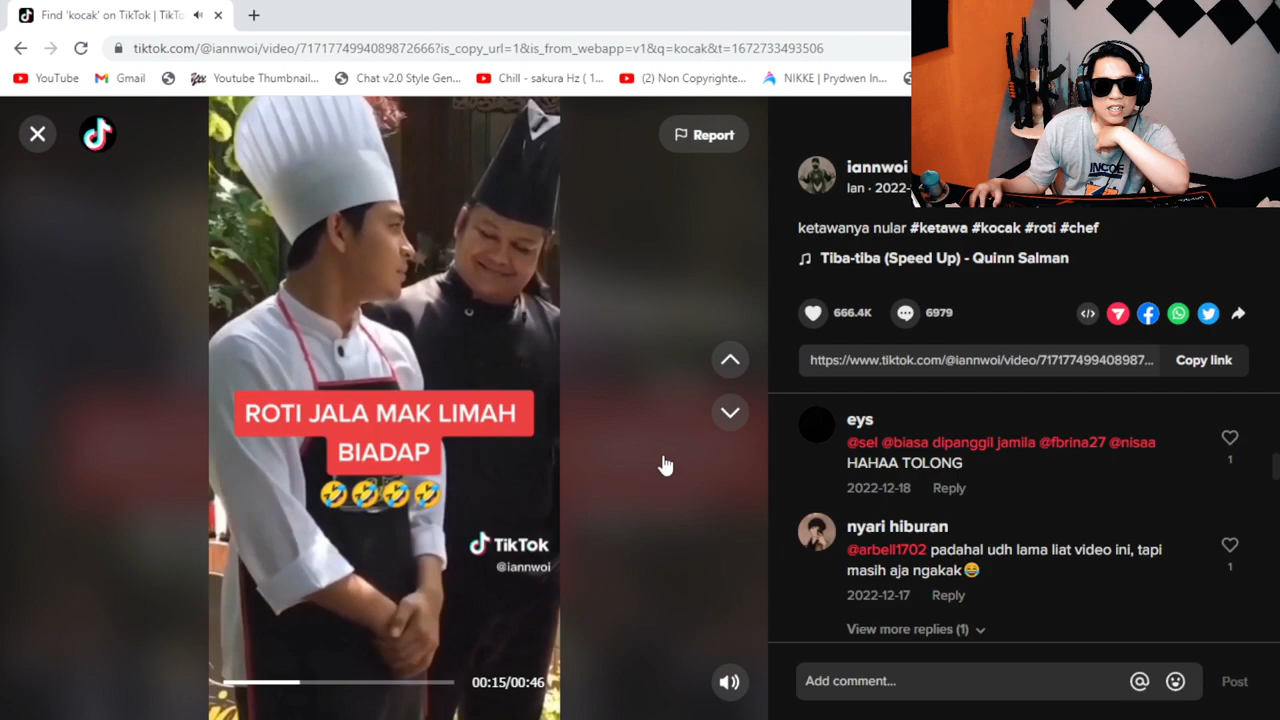 Find 'kocak' on TikTok | TikTo
tiktok.com/@iannwoi/video/7171774994089872666?is_copy_url=1&is_from_webapp=v1&q=kocak&t=1672733493506
YouTube Gmail Youtube Thumbnail... Chat v2.0 Style Gen... Chill - sakura Hz ( 1... (2) Non Copyrighte... NIKKE | Prydwen In...
Report
ROTI JALA MAK LIMAH
BIADAP
🤣🤣🤣🤣
TikTok
@iannwoi
00:15/00:46
iannwoi
Ian · 2022-
ketawanya nular #ketawa #kocak #roti #chef
Tiba-tiba (Speed Up) - Quinn Salman
666.4K 6979
https://www.tiktok.com/@iannwoi/video/717177499408987... Copy link
eys
@sel @biasa dipanggil jamila @fbrina27 @nisaa
HAHAA TOLONG
1
2022-12-18 Reply
nyari hiburan
@arbell1702 padahal udh lama liat video ini, tapi
masih aja ngakak😂
1
2022-12-17 Reply
View more replies (1)
Add comment... Post